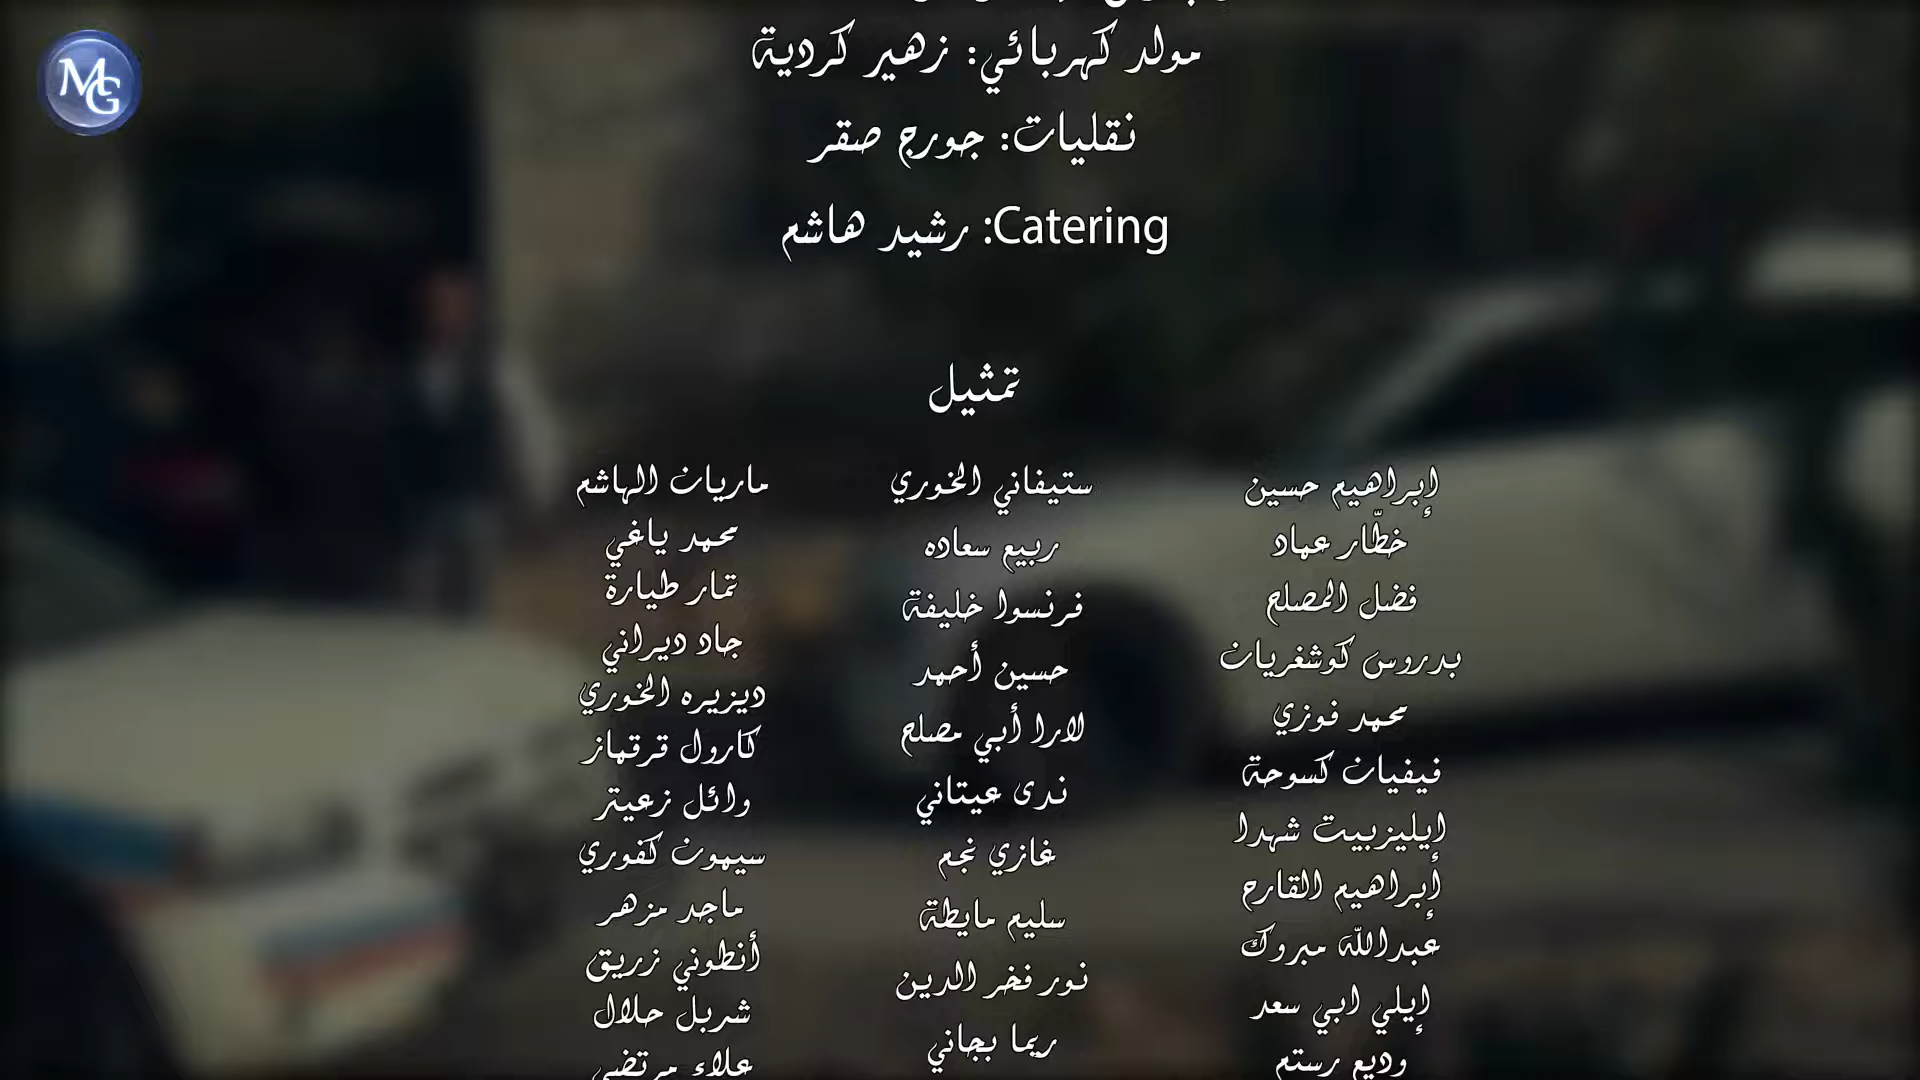 MG
مولد كهربائي: زهير كردية
نقليات: جورج صقر
Catering: رشيد هاشم
تمثيل
إبراهيم حسين
خطّار عماد
فضل المصلح
بدروس كوشغريان
محمد فوزي
فيفيان كسوحة
إيليزبيت شهدا
إبراهيم القارح
عبدالله مبروك
إيلي ابي سعد
وديع رستم
ستيفاني الخوري
ربيع سعاده
فرنسوا خليفة
حسين أحمد
لارا أبي مصلح
ندى عيتاني
غازي نجم
سليم مايطة
نور فخر الدين
ريما بجاني
ماريان الهاشم
محمد ياغي
تمار طيارة
جاد ديراني
ديزيره الخوري
كارول قرقماز
وائل زعيتر
سيمون كفوري
ماجد مزهر
أنطوني زريق
شربل حلال
علاء مرتضى